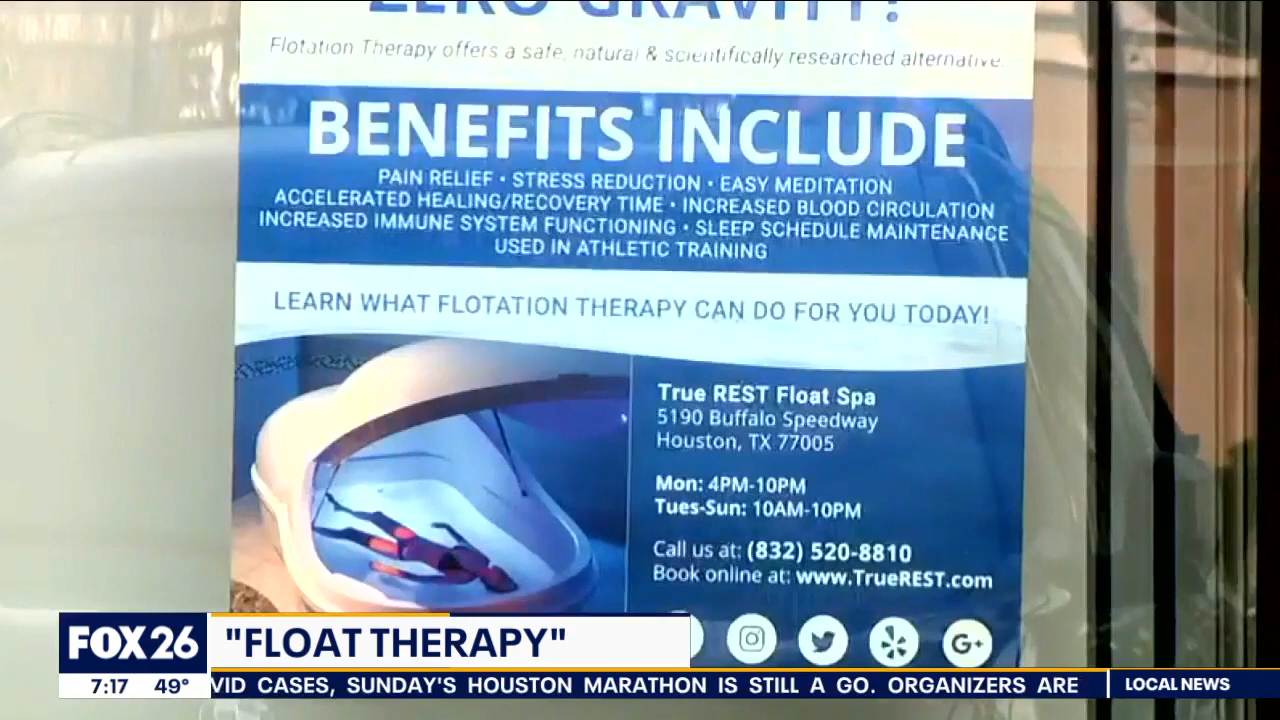 ZERO GRAVITY?
Flotation Therapy offers a safe, natural & scientifically researched alternative.
BENEFITS INCLUDE
PAIN RELIEF • STRESS REDUCTION • EASY MEDITATION
ACCELERATED HEALING/RECOVERY TIME • INCREASED BLOOD CIRCULATION
INCREASED IMMUNE SYSTEM FUNCTIONING • SLEEP SCHEDULE MAINTENANCE
USED IN ATHLETIC TRAINING
LEARN WHAT FLOTATION THERAPY CAN DO FOR YOU TODAY!
True REST Float Spa
5190 Buffalo Speedway
Houston, TX 77005
Mon: 4PM-10PM
Tues-Sun: 10AM-10PM
Call us at: (832) 520-8810
Book online at: www.TrueREST.com
G+
FOX 26
"FLOAT THERAPY"
7:17 49°
VID CASES, SUNDAY'S HOUSTON MARATHON IS STILL A GO. ORGANIZERS ARE
LOCAL NEWS